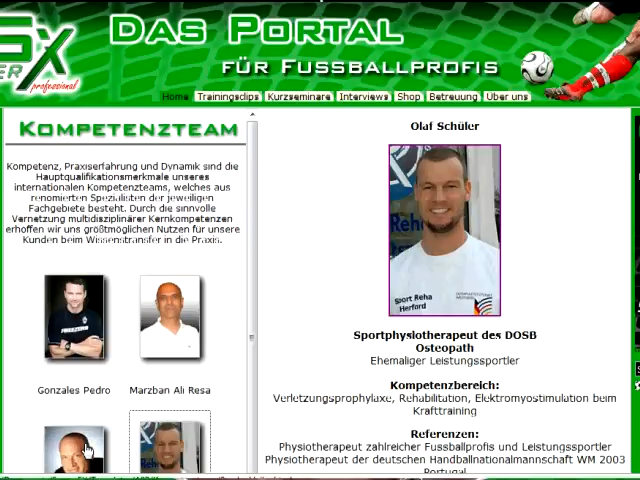 Das Portal
für Fussballprofis
professional
Home Trainingsclips Kurzseminare Interviews Shop Betreuung Über uns
Kompetenzteam
Kompetenz, Praxiserfahrung und Dynamik sind die
Hauptqualifikationsmerkmale unseres
internationalen Kompetenzteams, welches aus
renomierten Spezialisten der jeweiligen
Fachgebiete besteht. Durch die sinnvolle
Vernetzung multidisziplinärer Kernkompetenzen
erhoffen wir uns größtmöglichen Nutzen für unsere
Kunden beim Wissenstransfer in die Praxis.
Gonzales Pedro
Marzban Ali Resa
Olaf Schüler
Sport Reha
Herford
Sportphysiotherapeut des DOSB
Osteopath
Ehemaliger Leistungssportler
Kompetenzbereich:
Verletzungsprophylaxe, Rehabilitation, Elektromyostimulation beim
Krafttraining
Referenzen:
Physiotherapeut zahlreicher Fussballprofis und Leistungssportler
Physiotherapeut der deutschen Handballnationalmannschaft WM 2003
Portugal